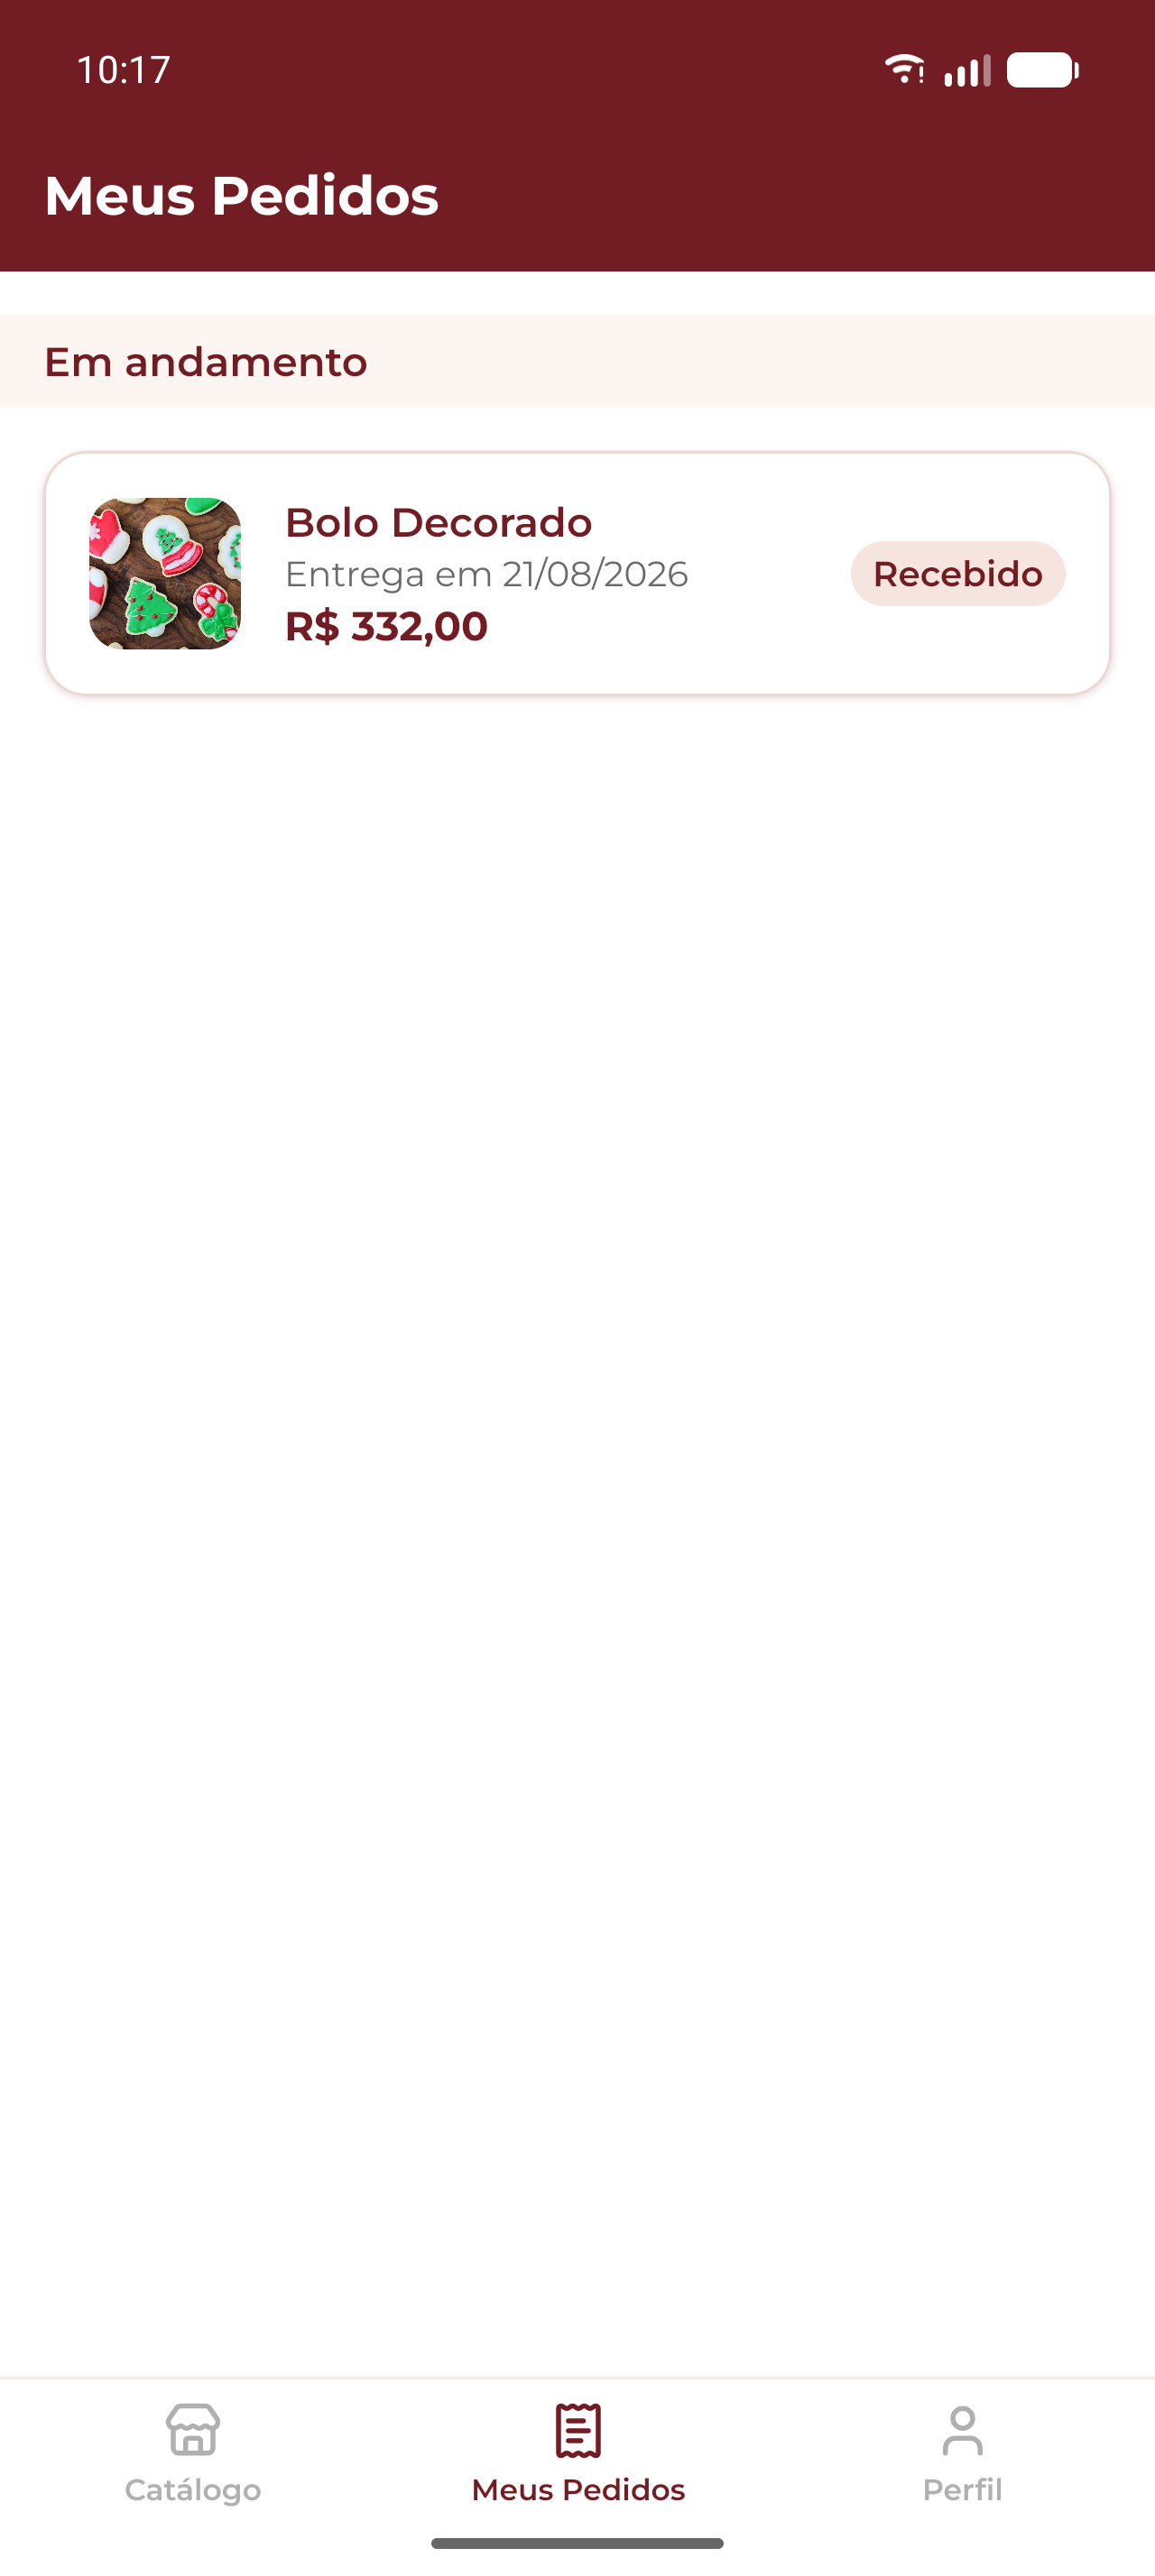 10:17
Meus Pedidos
Em andamento
Bolo Decorado
Entrega em 21/08/2026
R$ 332,00
Recebido
Catálogo
Meus Pedidos
Perfil